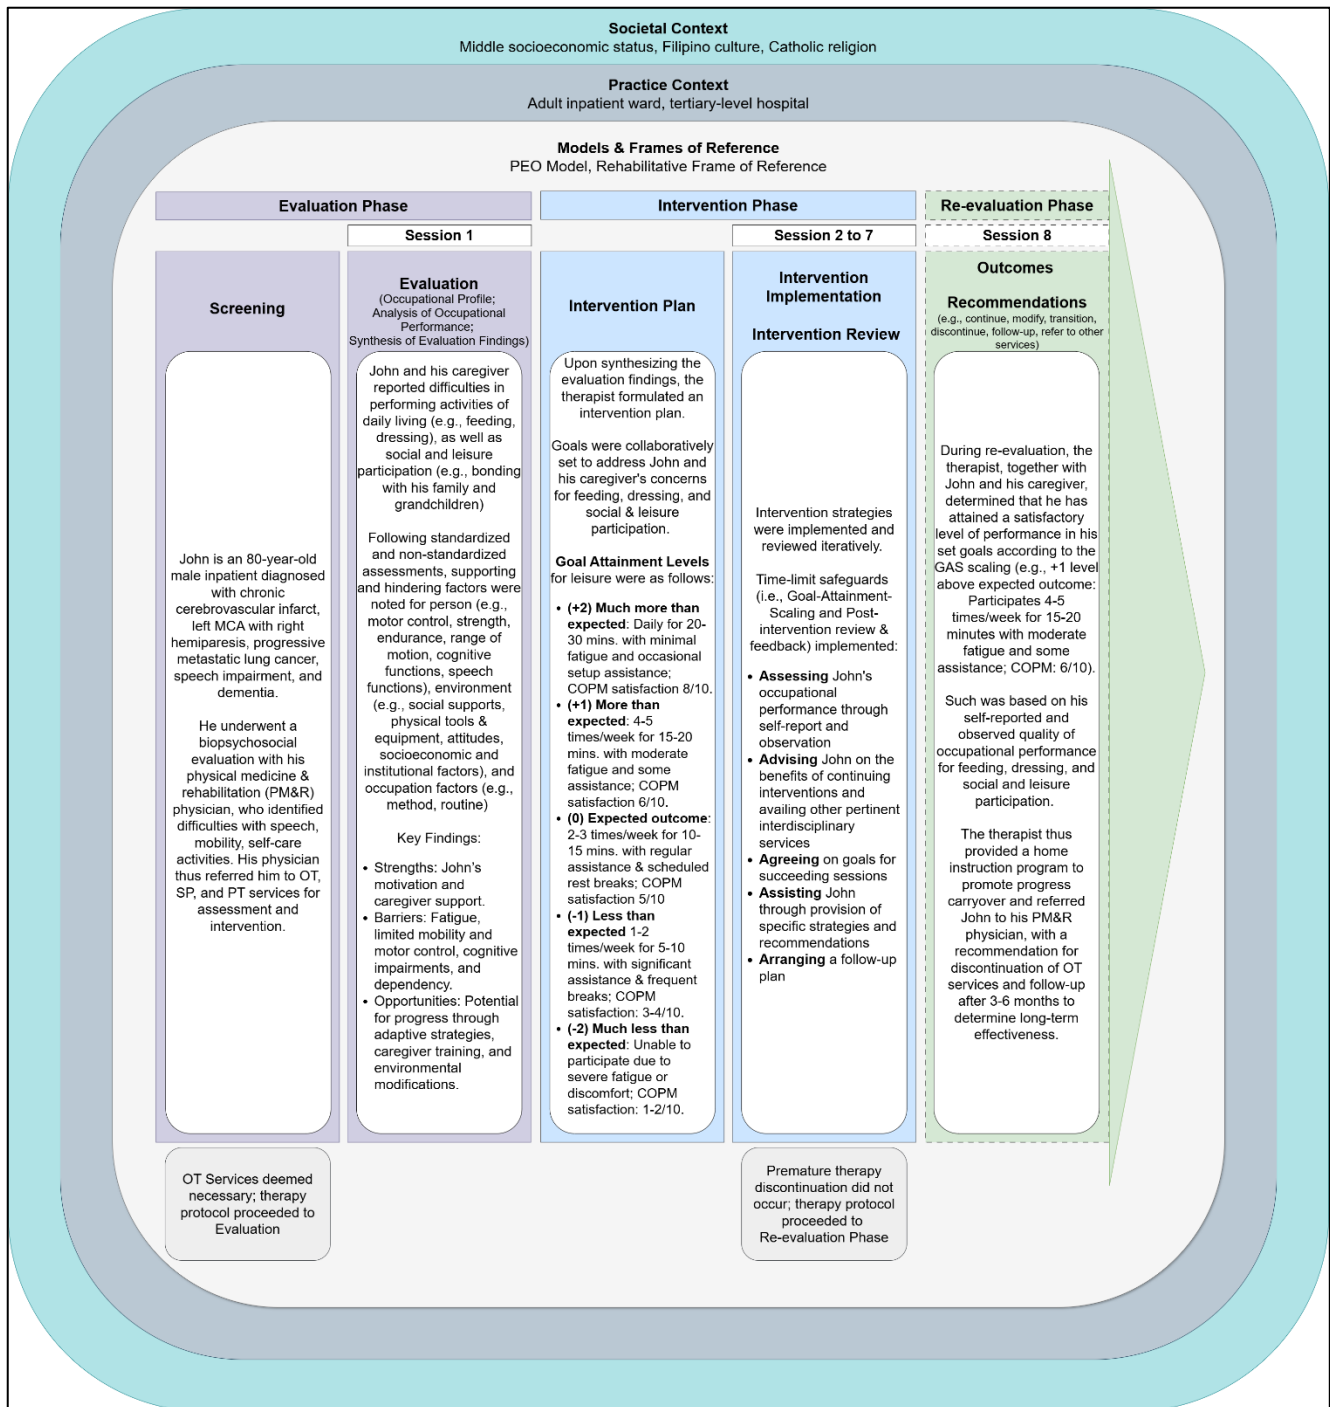 Societal Context
Middle socioeconomic status, Filipino culture, Catholic religion
Practice Context
Adult inpatient ward, tertiary-level hospital
Models & Frames of Reference
PEO Model, Rehabilitative Frame of Reference
Evaluation Phase
Session 1
Screening
John is an 80-year-old
male inpatient diagnosed
with chronic
cerebrovascular infarct,
left MCA with right
hemiparesis, progressive
metastatic lung cancer,
speech impairment, and
dementia.
He underwent a
biopsychosocial
evaluation with his
physical medicine &
rehabilitation (PM&R)
physician, who identified
difficulties with speech,
mobility, self-care
activities. His physician
thus referred him to OT,
SP, and PT services for
assessment and
intervention.
OT Services deemed
necessary; therapy
protocol proceeded to
Evaluation
Evaluation
(Occupational Profile;
Analysis of Occupational
Performance;
Synthesis of Evaluation Findings)
John and his caregiver
reported difficulties in
performing activities of
daily living (e.g., feeding,
dressing), as well as
social and leisure
participation (e.g., bonding
with his family and
grandchildren)
Following standardized
and non-standardized
assessments, supporting
and hindering factors were
noted for person (e.g.,
motor control, strength,
endurance, range of
motion, cognitive
functions, speech
functions), environment
(e.g., social supports,
physical tools &
equipment, attitudes,
socioeconomic and
institutional factors), and
occupation factors (e.g.,
method, routine)
Key Findings:
• Strengths: John's
motivation and
caregiver support.
• Barriers: Fatigue,
limited mobility and
motor control, cognitive
impairments, and
dependency.
• Opportunities: Potential
for progress through
adaptive strategies,
caregiver training, and
environmental
modifications.
Intervention Phase
Session 2 to 7
Intervention Plan
Upon synthesizing the
evaluation findings, the
therapist formulated an
intervention plan.
Goals were collaboratively
set to address John and
his caregiver's concerns
for feeding, dressing, and
social & leisure
participation.
Goal Attainment Levels
for leisure were as follows:
• (+2) Much more than
expected: Daily for 20-
30 mins. with minimal
fatigue and occasional
setup assistance;
COPM satisfaction 8/10.
• (+1) More than
expected: 4-5
times/week for 15-20
mins. with moderate
fatigue and some
assistance; COPM
satisfaction 6/10.
• (0) Expected outcome:
2-3 times/week for 10-
15 mins. with regular
assistance & scheduled
rest breaks; COPM
satisfaction 5/10
• (-1) Less than
expected 1-2
times/week for 5-10
mins. with significant
assistance & frequent
breaks; COPM
satisfaction: 3-4/10.
• (-2) Much less than
expected: Unable to
participate due to
severe fatigue or
discomfort; COPM
satisfaction: 1-2/10.
Intervention
Implementation
Intervention Review
Intervention strategies
were implemented and
reviewed iteratively.
Time-limit safeguards
(i.e., Goal-Attainment-
Scaling and Post-
intervention review &
feedback) implemented:
• Assessing John's
occupational
performance through
self-report and
observation
• Advising John on the
benefits of continuing
interventions and
availing other pertinent
interdisciplinary
services
• Agreeing on goals for
succeeding sessions
• Assisting John
through provision of
specific strategies and
recommendations
• Arranging a follow-up
plan
Premature therapy
discontinuation did not
occur; therapy protocol
proceeded to
Re-evaluation Phase
Re-evaluation Phase
Session 8
Outcomes
Recommendations
(e.g., continue, modify, transition,
discontinue, follow-up, refer to other
services)
During re-evaluation, the
therapist, together with
John and his caregiver,
determined that he has
attained a satisfactory
level of performance in his
set goals according to the
GAS scaling (e.g., +1 level
above expected outcome:
Participates 4-5
times/week for 15-20
minutes with moderate
fatigue and some
assistance; COPM: 6/10).
Such was based on his
self-reported and
observed quality of
occupational performance
for feeding, dressing, and
social and leisure
participation.
The therapist thus
provided a home
instruction program to
promote progress
carryover and referred
John to his PM&R
physician, with a
recommendation for
discontinuation of OT
services and follow-up
after 3-6 months to
determine long-term
effectiveness.